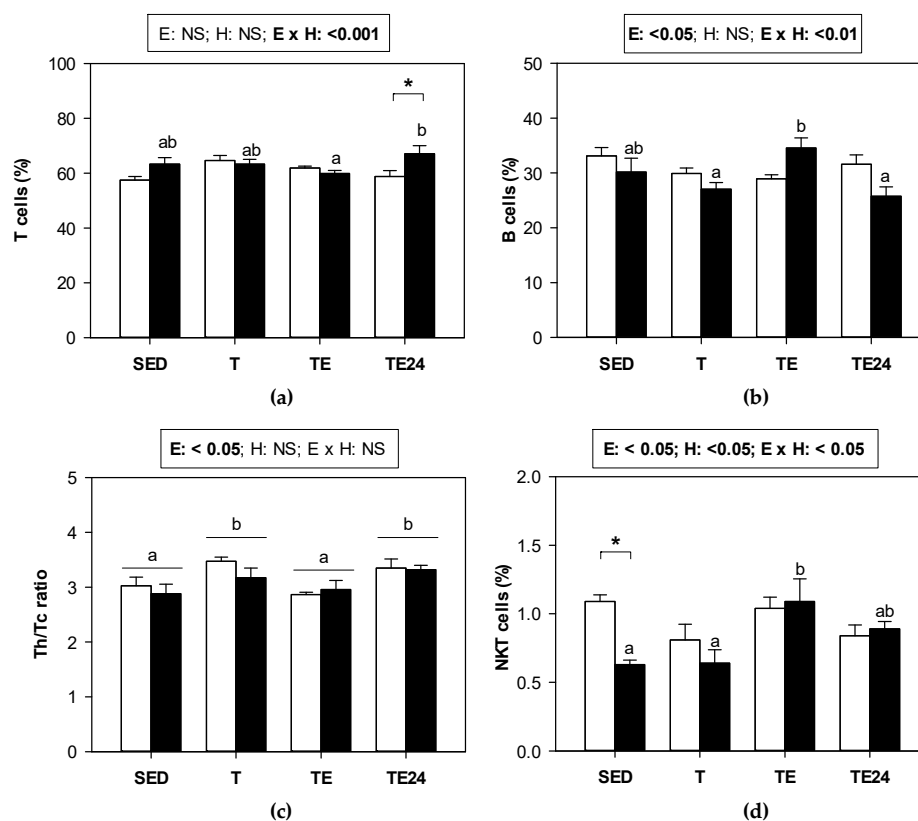 E: NS; H: NS; E x H: <0.001
E: <0.05; H: NS; E x H: <0.01
100
80
60
40
20
0
T cells (%)
ab
ab
a
*
b
SED T TE TE24
(a)
50
40
30
20
10
0
B cells (%)
ab
a
b
a
SED T TE TE24
(b)
E: < 0.05; H: NS; E x H: NS
E: < 0.05; H: <0.05; E x H: < 0.05
5
4
3
2
1
0
Th/Tc ratio
a
b
a
b
SED T TE TE24
(c)
2.0
1.5
1.0
0.5
0.0
NKT cells (%)
*
a
a
b
ab
SED T TE TE24
(d)